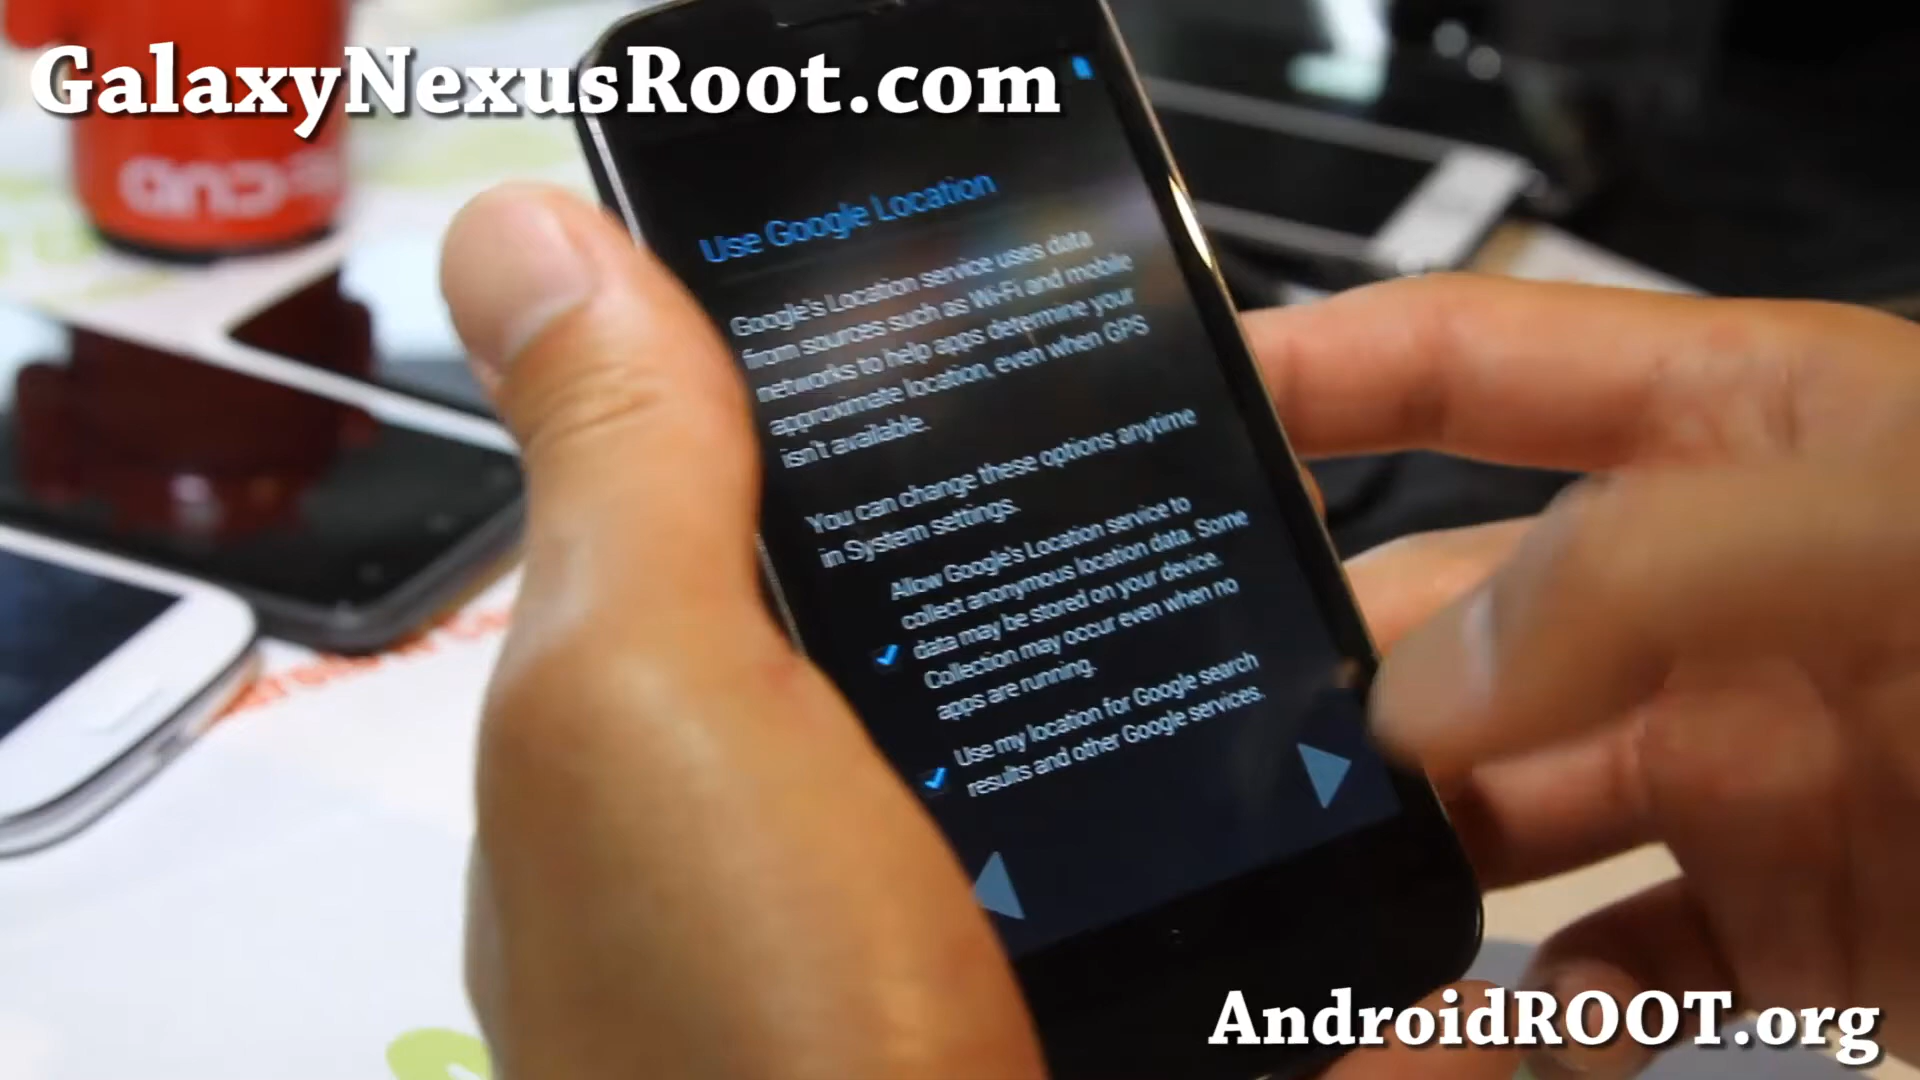 GalaxyNexusRoot.com
Use Google Location
Google's Location service uses data
from sources such as Wi-Fi and mobile
networks to help apps determine your
approximate location, even when GPS
isn't available.
You can change these options anytime
in System settings.
Allow Google's Location service to
collect anonymous location data. Some
data may be stored on your device.
Collection may occur even when no
apps are running.
Use my location for Google search
results and other Google services.
AndroidROOT.org